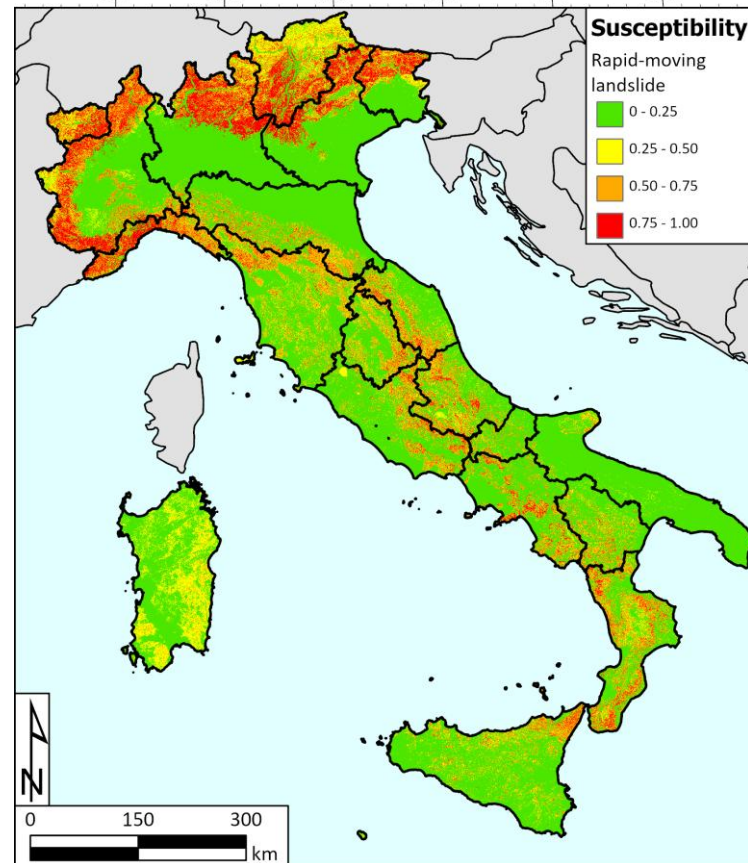 Susceptibility
Rapid-moving
landslide
0 - 0.25
0.25 - 0.50
0.50 - 0.75
0.75 - 1.00
N
0 150 300
km